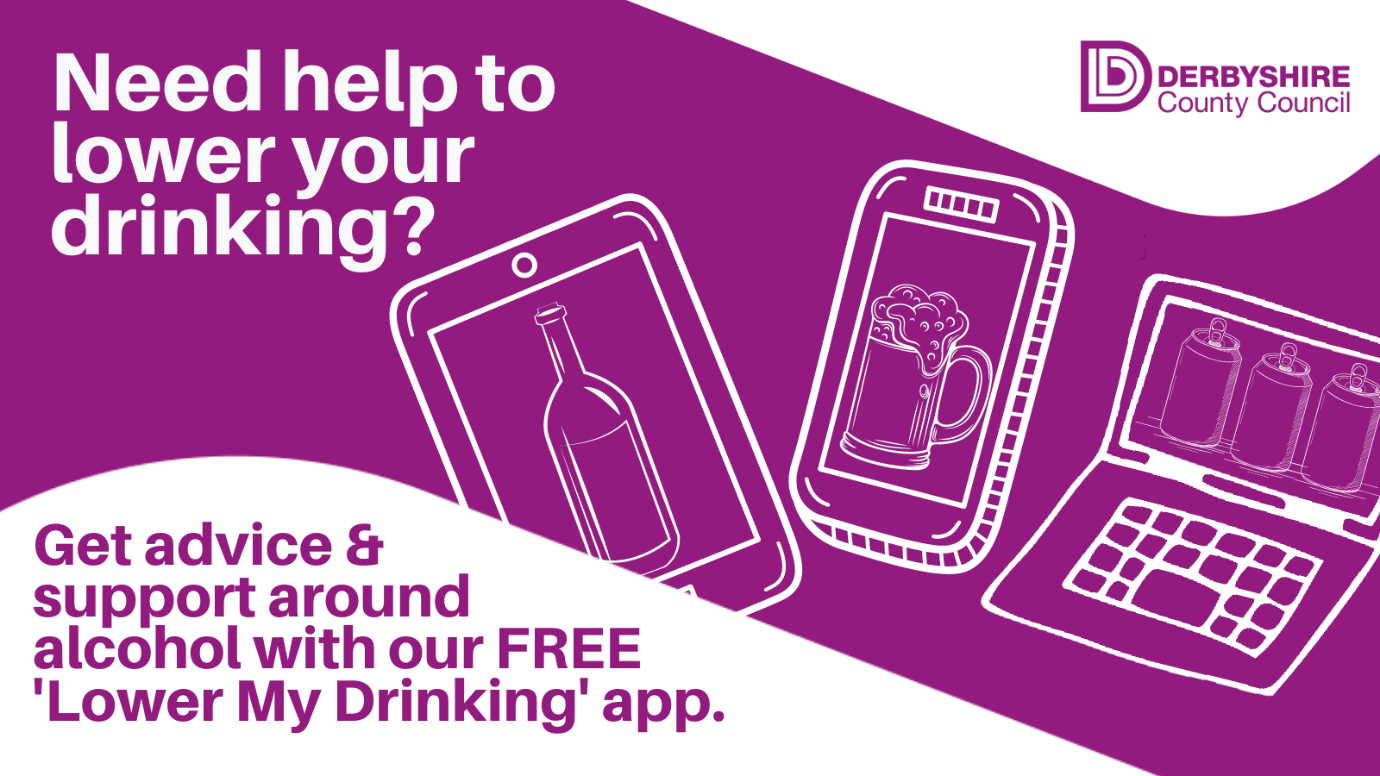 Need help to
lower your
drinking?
DERBYSHIRE
County Council
Get advice &
support around
alcohol with our FREE
'Lower My Drinking' app.